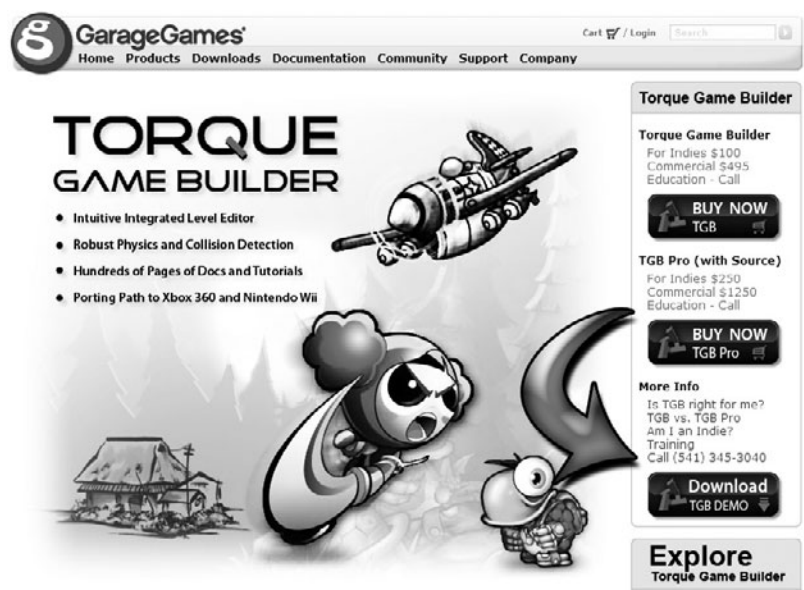 GarageGames
Cart / Login
Search
Home Products Downloads Documentation Community Support Company
TORQUE
GAME BUILDER
• Intuitive Integrated Level Editor
• Robust Physics and Collision Detection
• Hundreds of Pages of Docs and Tutorials
• Porting Path to Xbox 360 and Nintendo Wii
Torque Game Builder
Torque Game Builder
For Indies $100
Commercial $495
Education - Call
BUY NOW
TGB
TGB Pro (with Source)
For Indies $250
Commercial $1250
Education - Call
BUY NOW
TGB Pro
More Info
Is TGB right for me?
TGB vs. TGB Pro
Am I an Indie?
Training
Call (541) 345-3040
Download
TGB DEMO
Explore
Torque Game Builder